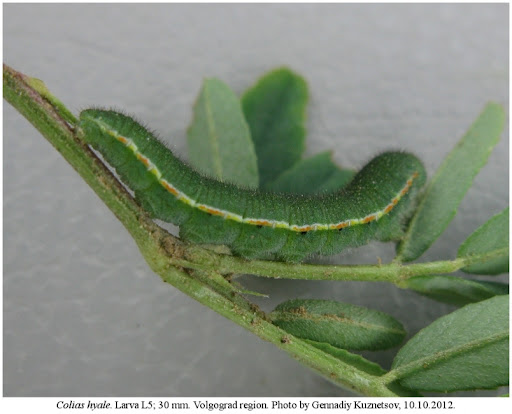 Colias hyale. Larva L5; 30 mm. Volgograd region. Photo by Gennadiy Kuznetsov, 10.10.2012.